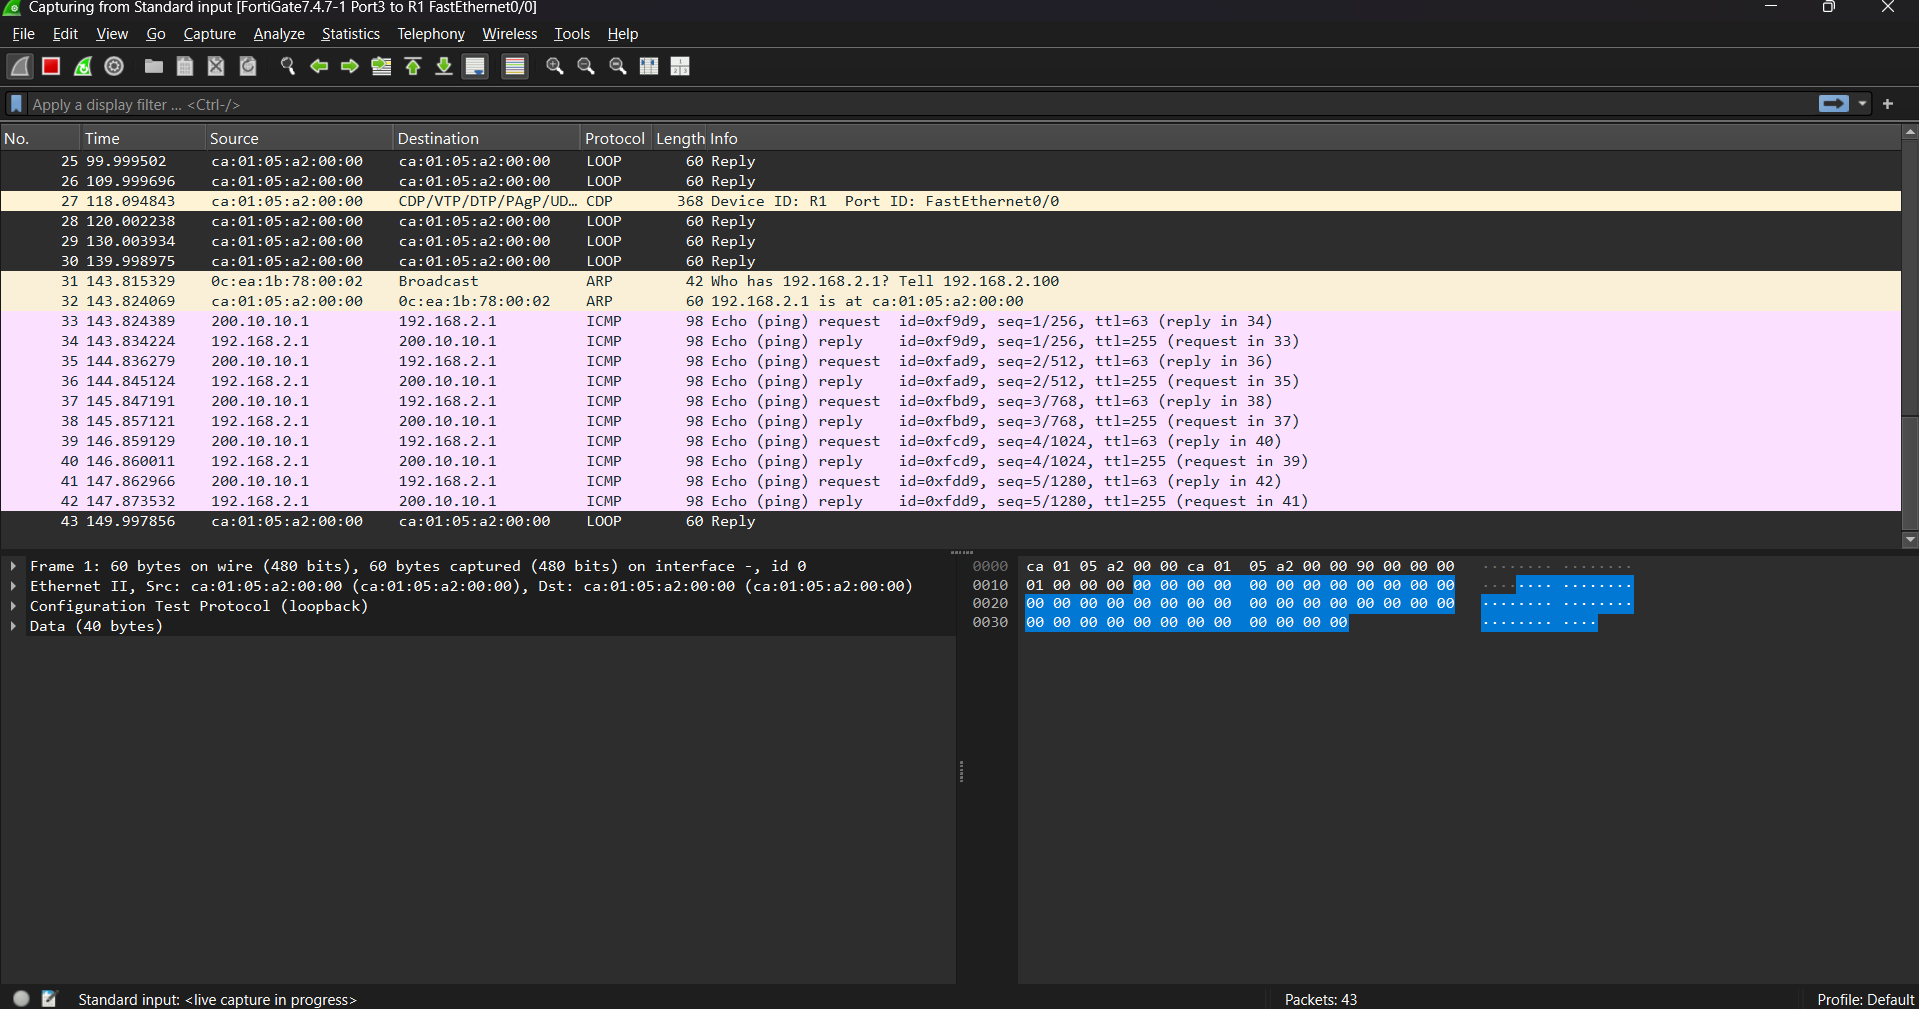 Capturing from Standard input [FortiGate7.4.7-1 Port3 to R1 FastEthernet0/0]
File Edit View Go Capture Analyze Statistics Telephony Wireless Tools Help
Apply a display filter ... <Ctrl-/>
No. Time Source Destination Protocol Length Info
25 99.999502 ca:01:05:a2:00:00 ca:01:05:a2:00:00 LOOP 60 Reply
26 109.999696 ca:01:05:a2:00:00 ca:01:05:a2:00:00 LOOP 60 Reply
27 118.094843 ca:01:05:a2:00:00 CDP/VTP/DTP/PAgP/UD… CDP 368 Device ID: R1 Port ID: FastEthernet0/0
28 120.002238 ca:01:05:a2:00:00 ca:01:05:a2:00:00 LOOP 60 Reply
29 130.003934 ca:01:05:a2:00:00 ca:01:05:a2:00:00 LOOP 60 Reply
30 139.998975 ca:01:05:a2:00:00 ca:01:05:a2:00:00 LOOP 60 Reply
31 143.815329 0c:ea:1b:78:00:02 Broadcast ARP 42 Who has 192.168.2.1? Tell 192.168.2.100
32 143.824069 ca:01:05:a2:00:00 0c:ea:1b:78:00:02 ARP 60 192.168.2.1 is at ca:01:05:a2:00:00
33 143.824389 200.10.10.1 192.168.2.1 ICMP 98 Echo (ping) request id=0xf9d9, seq=1/256, ttl=63 (reply in 34)
34 143.834224 192.168.2.1 200.10.10.1 ICMP 98 Echo (ping) reply id=0xf9d9, seq=1/256, ttl=255 (request in 33)
35 144.836279 200.10.10.1 192.168.2.1 ICMP 98 Echo (ping) request id=0xfad9, seq=2/512, ttl=63 (reply in 36)
36 144.845124 192.168.2.1 200.10.10.1 ICMP 98 Echo (ping) reply id=0xfad9, seq=2/512, ttl=255 (request in 35)
37 145.847191 200.10.10.1 192.168.2.1 ICMP 98 Echo (ping) request id=0xfbd9, seq=3/768, ttl=63 (reply in 38)
38 145.857121 192.168.2.1 200.10.10.1 ICMP 98 Echo (ping) reply id=0xfbd9, seq=3/768, ttl=255 (request in 37)
39 146.859129 200.10.10.1 192.168.2.1 ICMP 98 Echo (ping) request id=0xfcd9, seq=4/1024, ttl=63 (reply in 40)
40 146.860011 192.168.2.1 200.10.10.1 ICMP 98 Echo (ping) reply id=0xfcd9, seq=4/1024, ttl=255 (request in 39)
41 147.862966 200.10.10.1 192.168.2.1 ICMP 98 Echo (ping) request id=0xfdd9, seq=5/1280, ttl=63 (reply in 42)
42 147.873532 192.168.2.1 200.10.10.1 ICMP 98 Echo (ping) reply id=0xfdd9, seq=5/1280, ttl=255 (request in 41)
43 149.997856 ca:01:05:a2:00:00 ca:01:05:a2:00:00 LOOP 60 Reply
Frame 1: 60 bytes on wire (480 bits), 60 bytes captured (480 bits) on interface -, id 0
Ethernet II, Src: ca:01:05:a2:00:00 (ca:01:05:a2:00:00), Dst: ca:01:05:a2:00:00 (ca:01:05:a2:00:00)
Configuration Test Protocol (loopback)
Data (40 bytes)
0000 ca 01 05 a2 00 00 ca 01 05 a2 00 00 90 00 00 00 ········ ········
0010 01 00 00 00 00 00 00 00 00 00 00 00 00 00 00 00 ········ ········
0020 00 00 00 00 00 00 00 00 00 00 00 00 00 00 00 00 ········ ········
0030 00 00 00 00 00 00 00 00 00 00 00 00 ········ ····
Standard input: <live capture in progress>
Packets: 43
Profile: Default